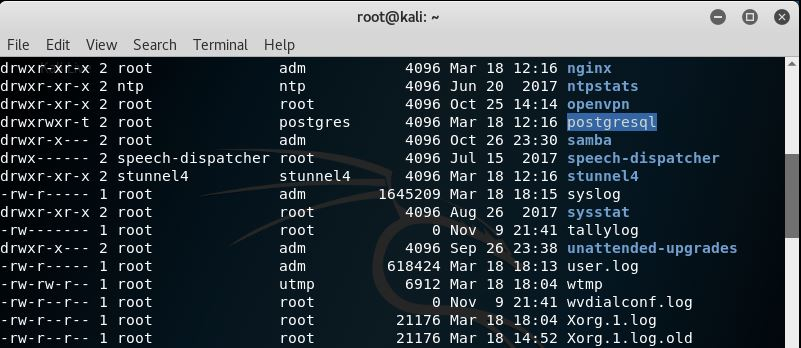 root@kali: ~
File Edit View Search Terminal Help
drwxr-xr-x 2 root adm 4096 Mar 18 12:16 nginx
drwxr-xr-x 2 ntp ntp 4096 Jun 20 2017 ntpstats
drwxr-xr-x 2 root root 4096 Oct 25 14:14 openvpn
drwxrwxr-t 2 root postgres 4096 Mar 18 12:16 postgresql
drwxr-x--- 2 root adm 4096 Oct 26 23:30 samba
drwx------ 2 speech-dispatcher root 4096 Jul 15 2017 speech-dispatcher
drwxr-xr-x 2 stunnel4 stunnel4 4096 Mar 18 12:16 stunnel4
-rw-r----- 1 root adm 1645209 Mar 18 18:15 syslog
drwxr-xr-x 2 root root 4096 Aug 26 2017 sysstat
-rw------- 1 root root 0 Nov 9 21:41 tallylog
drwxr-x--- 2 root adm 4096 Sep 26 23:38 unattended-upgrades
-rw-r----- 1 root adm 618424 Mar 18 18:13 user.log
-rw-rw-r-- 1 root utmp 6912 Mar 18 18:04 wtmp
-rw-r--r-- 1 root root 0 Nov 9 21:41 wvdialconf.log
-rw-r--r-- 1 root root 21176 Mar 18 18:04 Xorg.1.log
-rw-r--r-- 1 root root 21176 Mar 18 14:52 Xorg.1.log.old